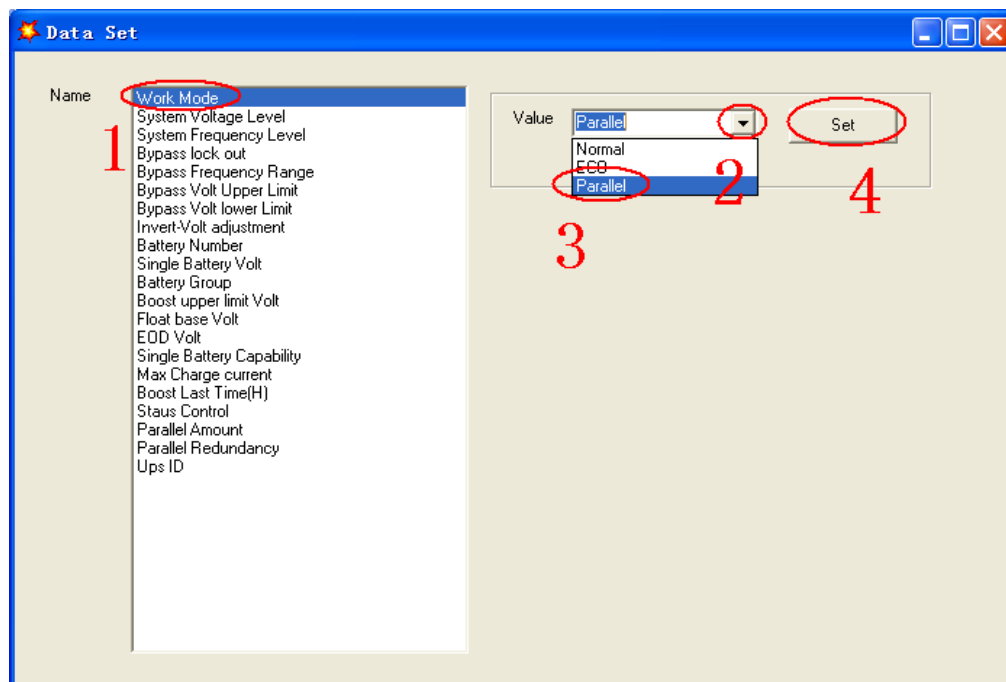 Data Set
Name
Work Mode
System Voltage Level
System Frequency Level
Bypass lock out
Bypass Frequency Range
Bypass Volt Upper Limit
Bypass Volt lower Limit
Invert-Volt adjustment
Battery Number
Single Battery Volt
Battery Group
Boost upper limit Volt
Float base Volt
EOD Volt
Single Battery Capability
Max Charge current
Boost Last Time(H)
Staus Control
Parallel Amount
Parallel Redundancy
Ups ID
1
Value
Parallel
Normal
ECO
Parallel
2
3
Set
4